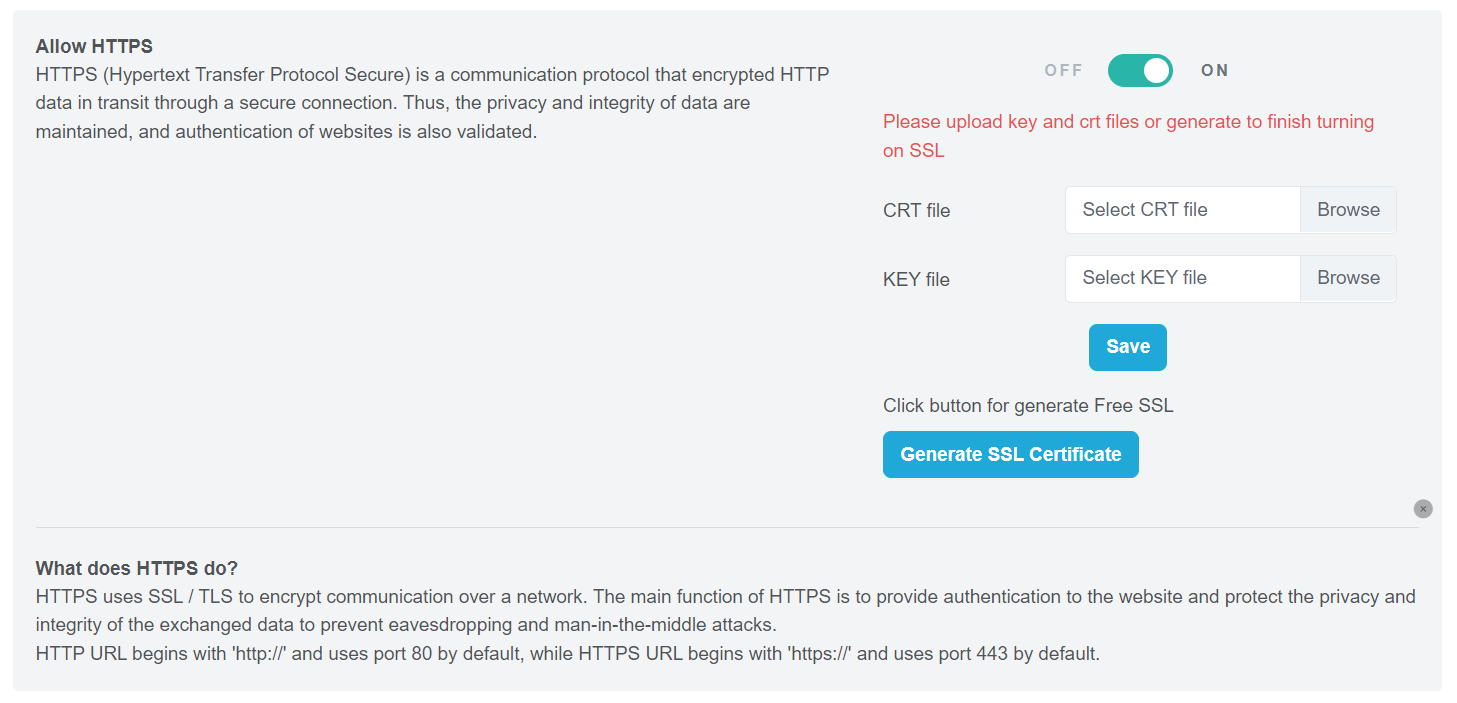 Allow HTTPS
HTTPS (Hypertext Transfer Protocol Secure) is a communication protocol that encrypted HTTP
data in transit through a secure connection. Thus, the privacy and integrity of data are
maintained, and authentication of websites is also validated.
OFF ON
Please upload key and crt files or generate to finish turning
on SSL
CRT file Select CRT file Browse
KEY file Select KEY file Browse
Save
Click button for generate Free SSL
Generate SSL Certificate
What does HTTPS do?
HTTPS uses SSL / TLS to encrypt communication over a network. The main function of HTTPS is to provide authentication to the website and protect the privacy and
integrity of the exchanged data to prevent eavesdropping and man-in-the-middle attacks.
HTTP URL begins with 'http://' and uses port 80 by default, while HTTPS URL begins with 'https://' and uses port 443 by default.